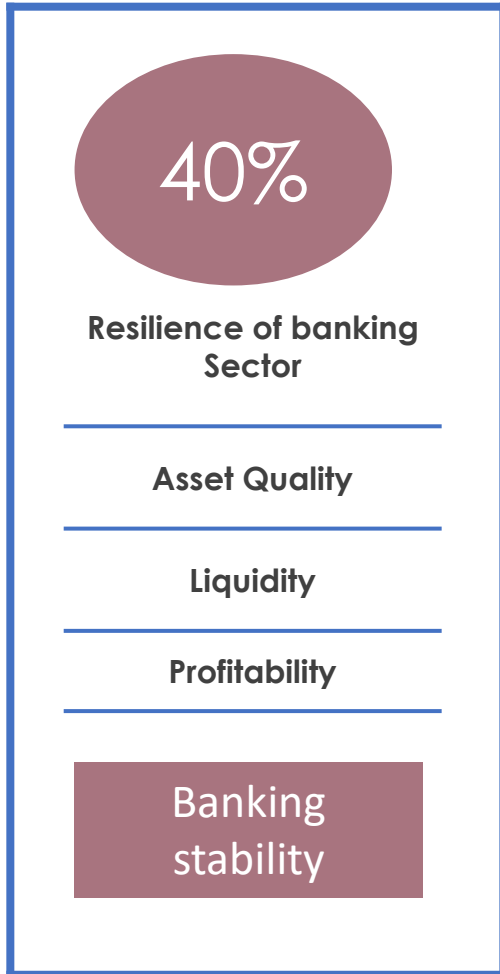 40%
Resilience of banking
Sector
Asset Quality
Liquidity
Profitability
Banking
stability